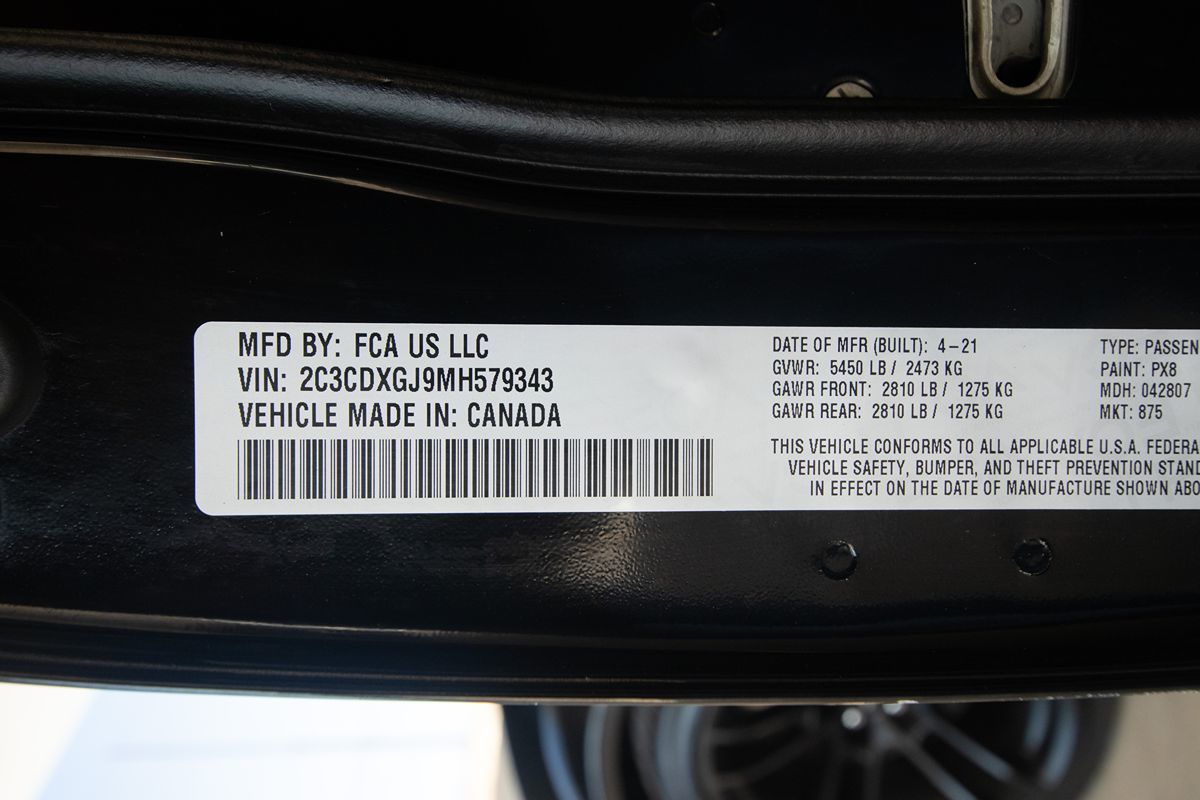 MFD BY: FCA US LLC
VIN: 2C3CDXGJ9MH579343
VEHICLE MADE IN: CANADA
DATE OF MFR (BUILT): 4-21
GVWR: 5450 LB / 2473 KG
GAWR FRONT: 2810 LB / 1275 KG
GAWR REAR: 2810 LB / 1275 KG
TYPE: PASSEN
PAINT: PX8
MDH: 042807
MKT: 875
THIS VEHICLE CONFORMS TO ALL APPLICABLE U.S.A. FEDERA
VEHICLE SAFETY, BUMPER, AND THEFT PREVENTION STAND
IN EFFECT ON THE DATE OF MANUFACTURE SHOWN ABO